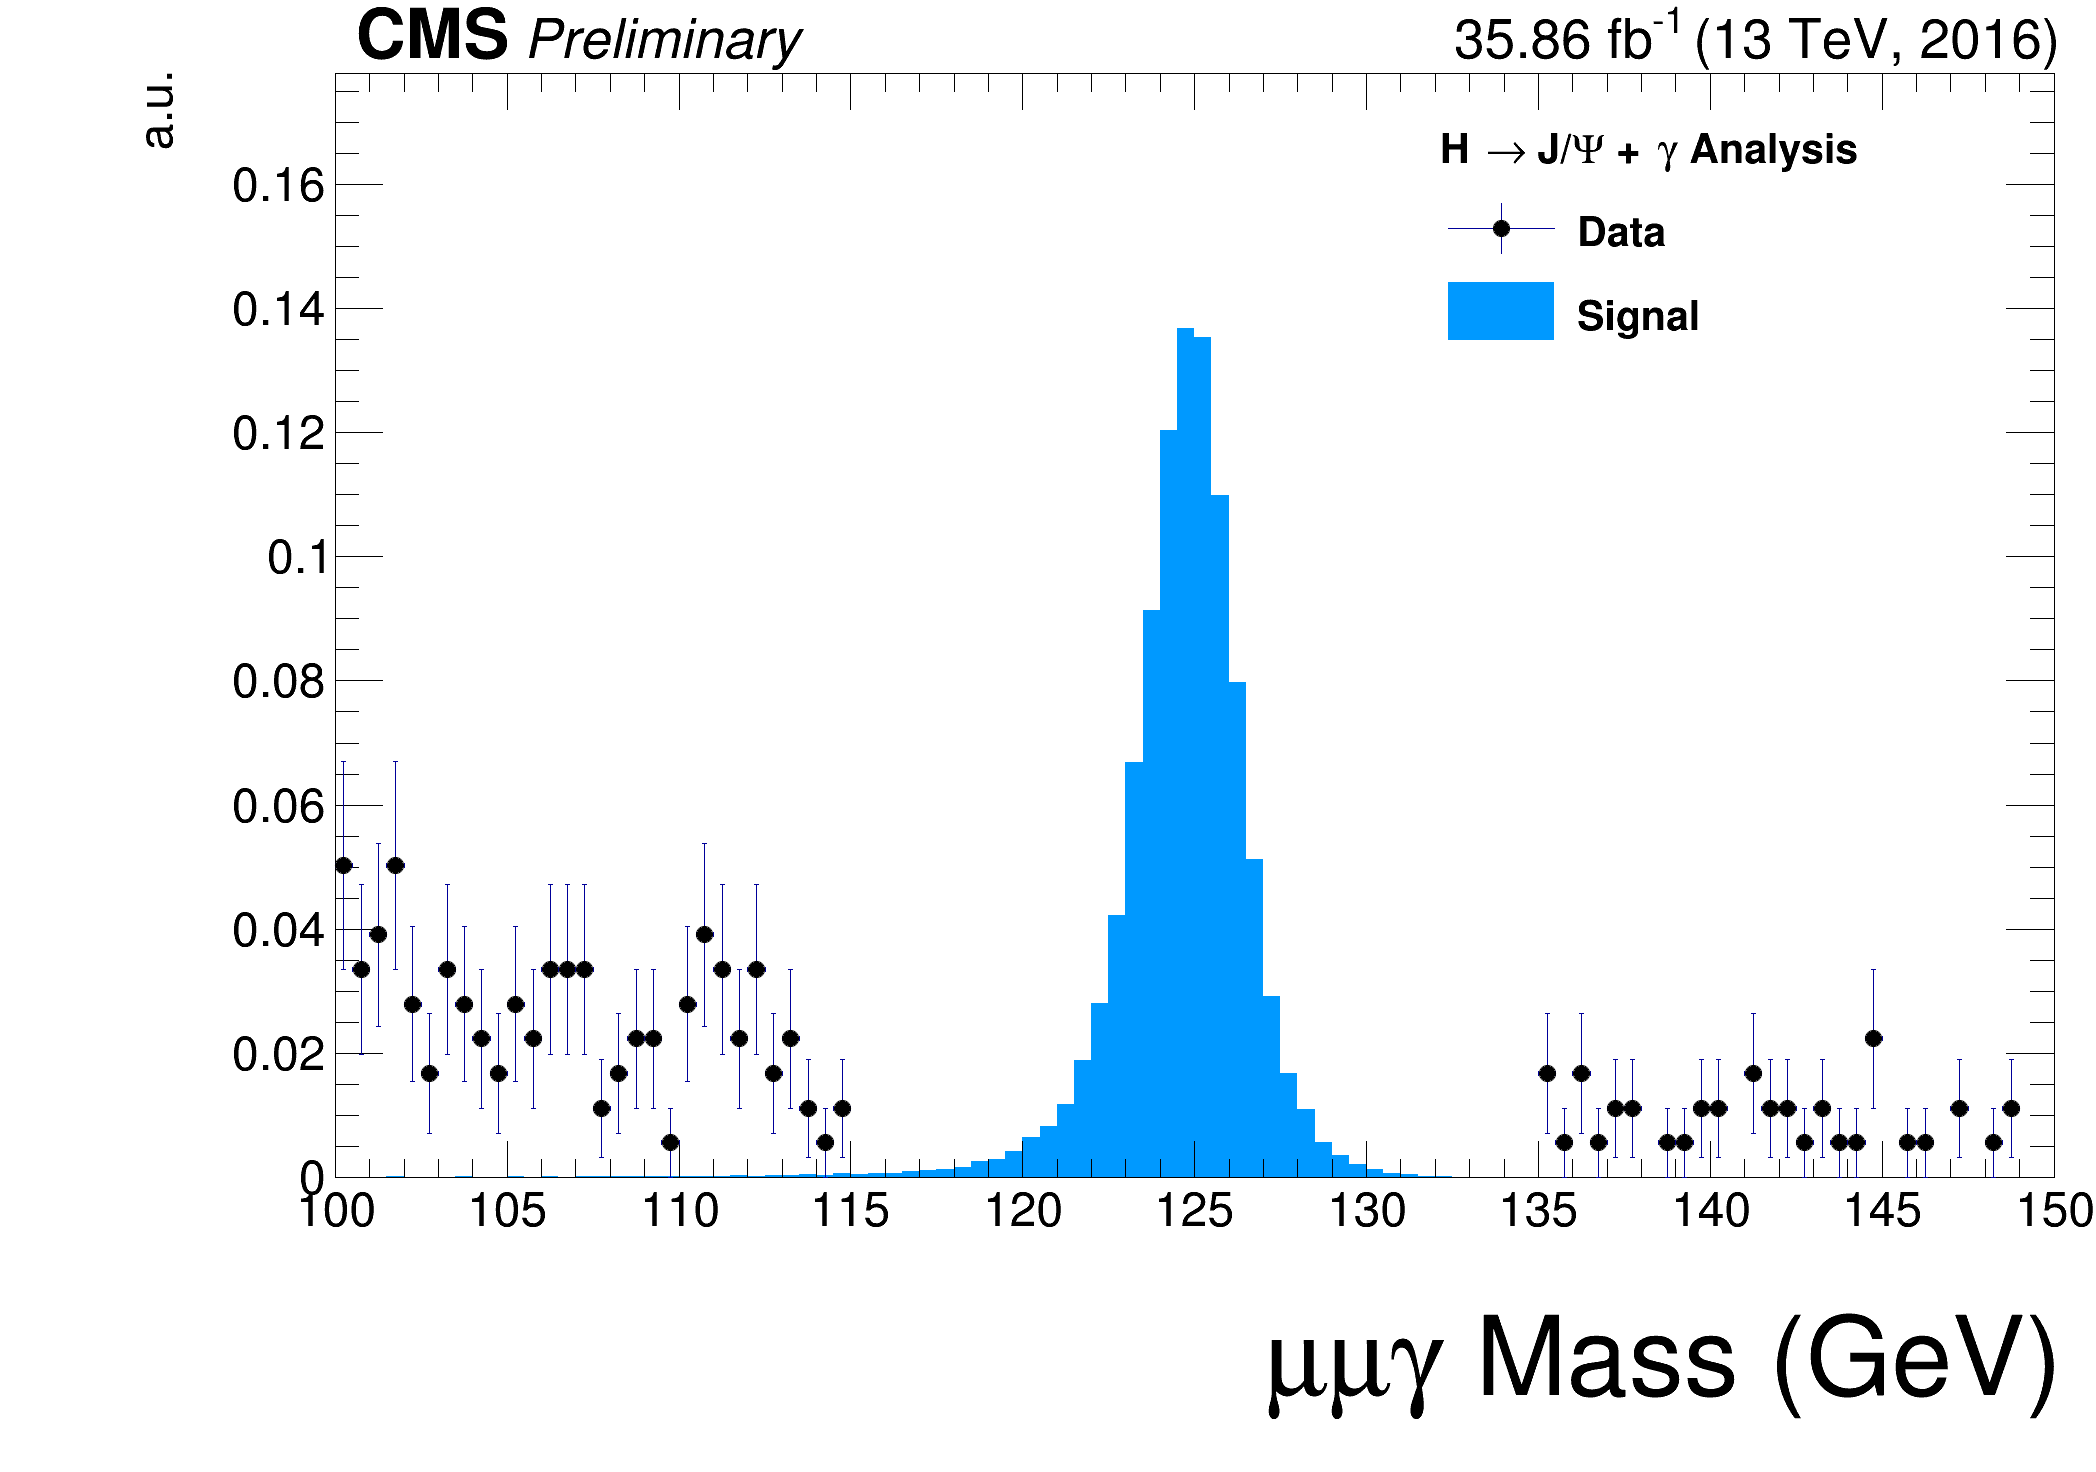 CMS Preliminary
35.86 fb⁻¹ (13 TeV, 2016)
a.u.
H → J/Ψ + γ Analysis
Data
Signal
0.16
0.14
0.12
0.1
0.08
0.06
0.04
0.02
0
100 105 110 115 120 125 130 135 140 145 150
μμγ Mass (GeV)